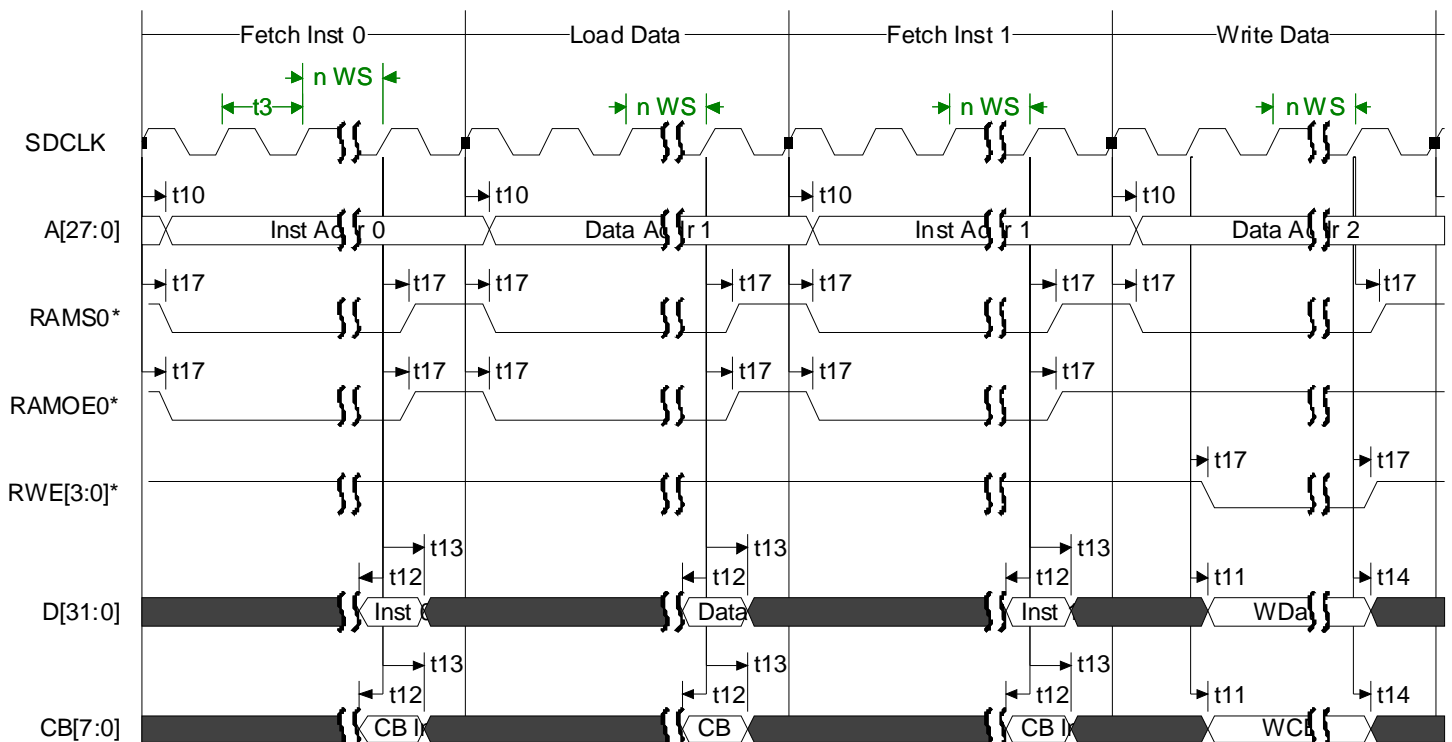 Fetch Inst 0 Load Data Fetch Inst 1 Write Data
n WS
t3 n WS n WS n WS
SDCLK
t10 t10 t10 t10
A[27:0] Inst Ad r 0 Data Ad r 1 Inst Ad r 1 Data Ad r 2
t17 t17 t17 t17 t17 t17 t17 t17
RAMS0*
t17 t17 t17 t17 t17 t17
RAMOE0*
t17 t17
RWE[3:0]*
t13 t13 t13
t12 t12 t12 t11 t14
D[31:0] Inst Data Inst WData
t13 t13 t13
t12 t12 t12 t11 t14
CB[7:0] CB I CB CB I WCB